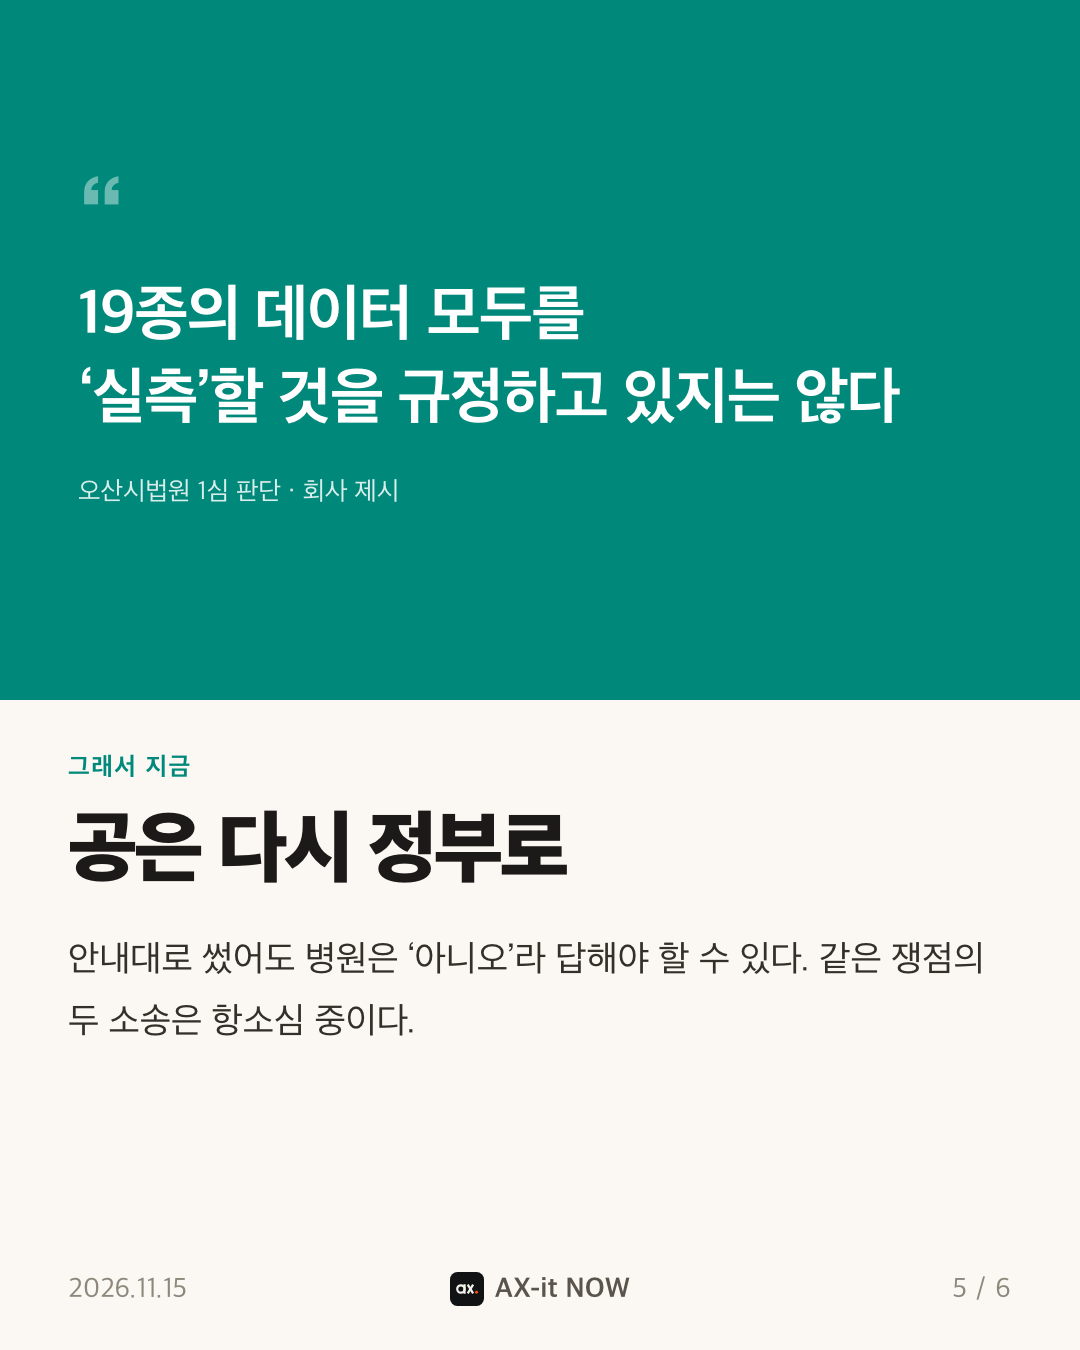 “
19종의 데이터 모두를
‘실측’할 것을 규정하고 있지는 않다
오산시법원 1심 판단 · 회사 제시
그래서 지금
공은 다시 정부로
안내대로 썼어도 병원은 ‘아니오’라 답해야 할 수 있다. 같은 쟁점의
두 소송은 항소심 중이다.
2026.11.15
ax. AX-it NOW
5 / 6